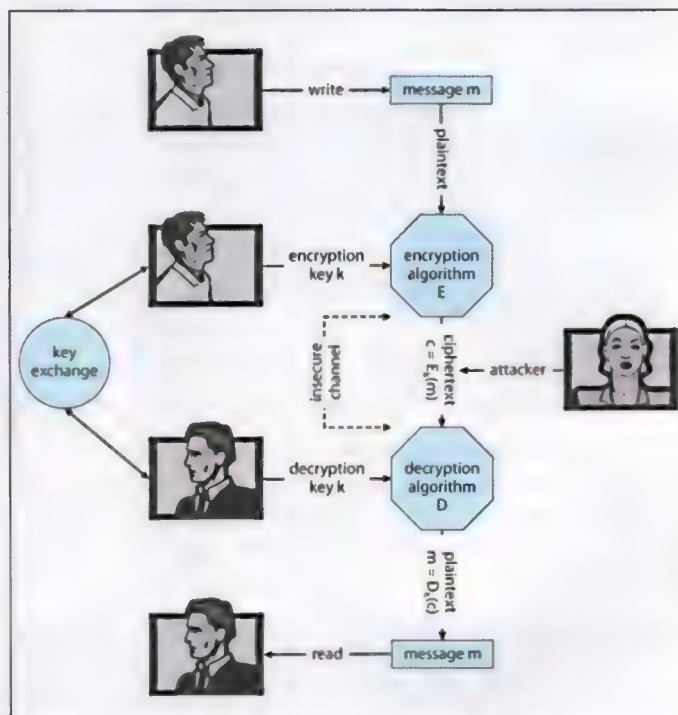 write
message m
plaintext
encryption
key k
encryption
algorithm
E
key
exchange
insecure
channel
ciphertext
c = Eₖ(m)
attacker
decryption
key k
decryption
algorithm
D
plaintext
m = Dₖ(c)
read
message m